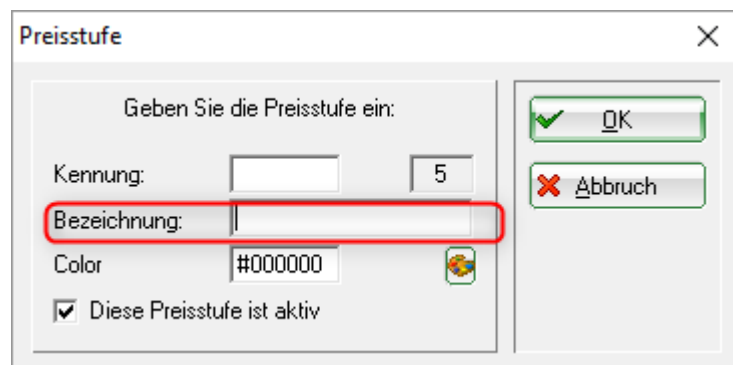 Preisstufe
Geben Sie die Preisstufe ein:
Kennung: 5
Bezeichnung:
Color #000000
Diese Preisstufe ist aktiv
OK
Abbruch